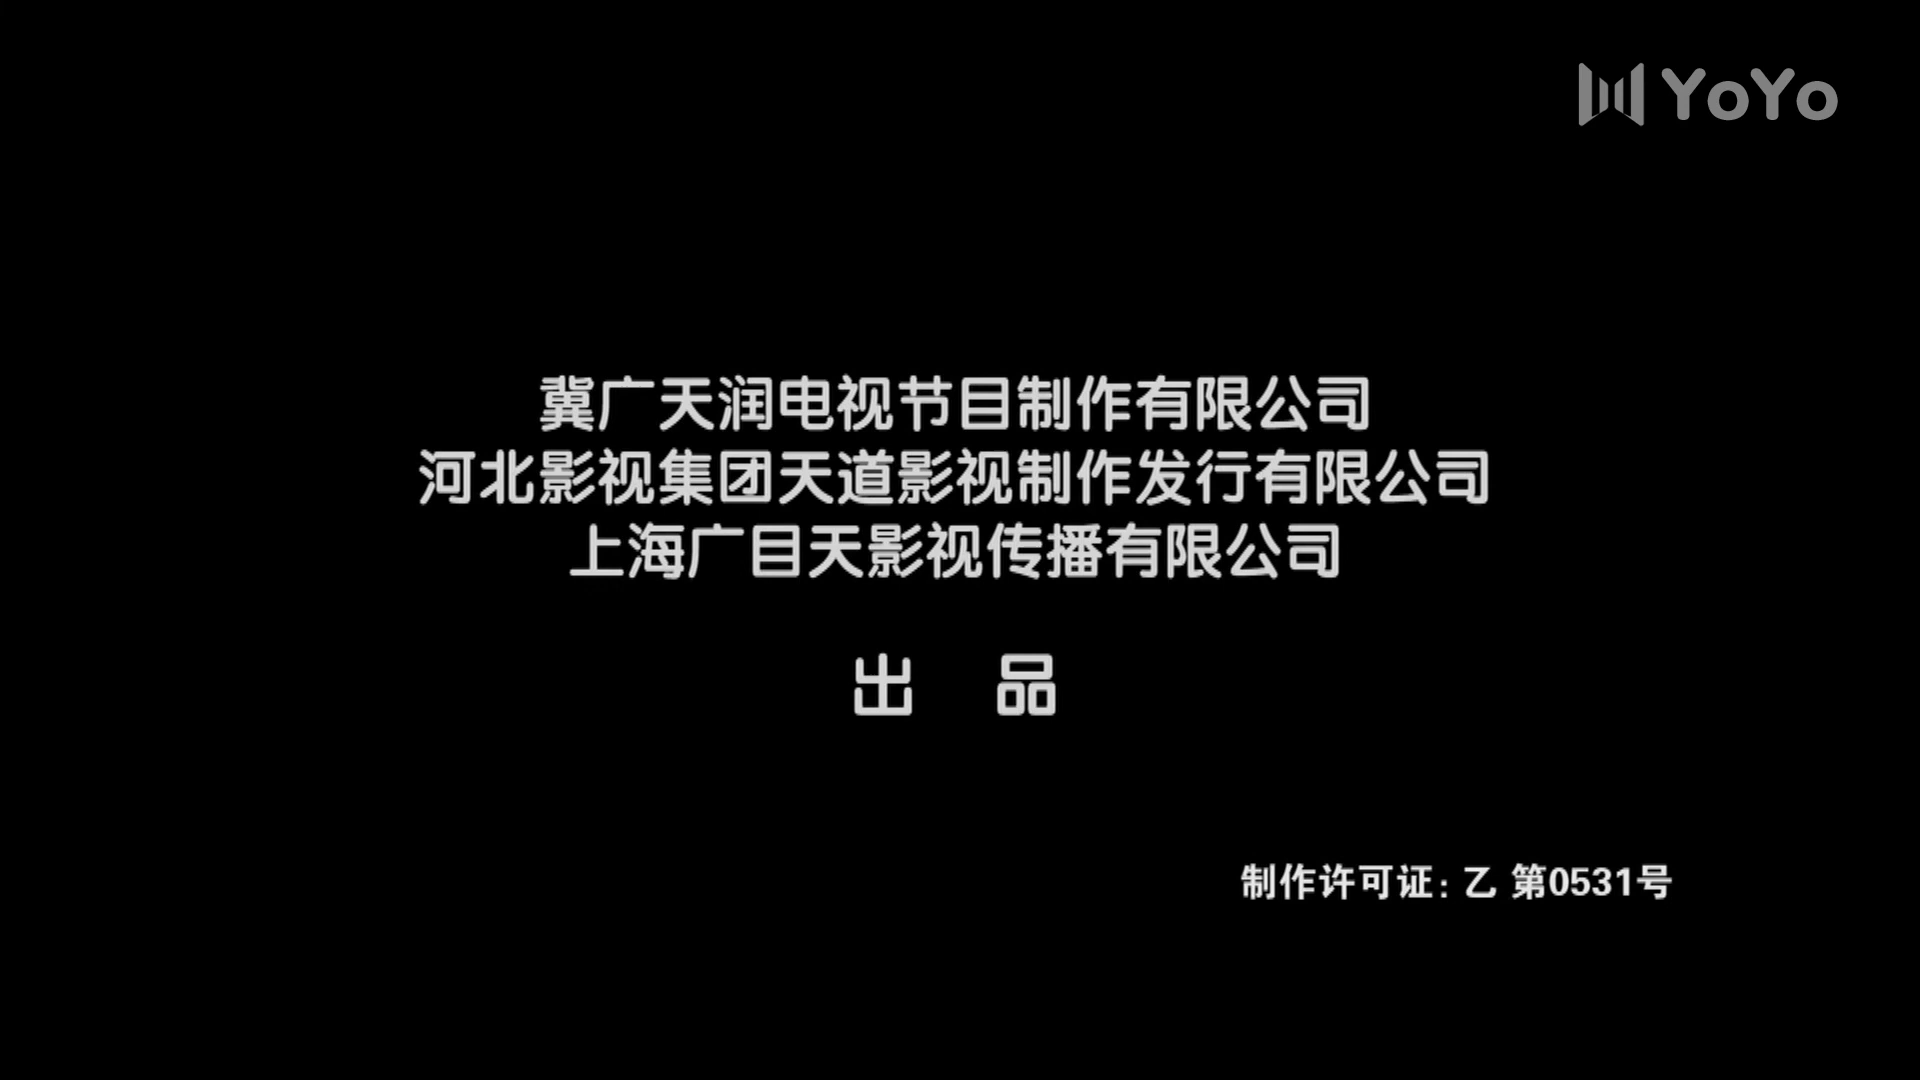 YoYo
冀广天润电视节目制作有限公司
河北影视集团天道影视制作发行有限公司
上海广目天影视传播有限公司
出 品
制作许可证: 乙 第0531号